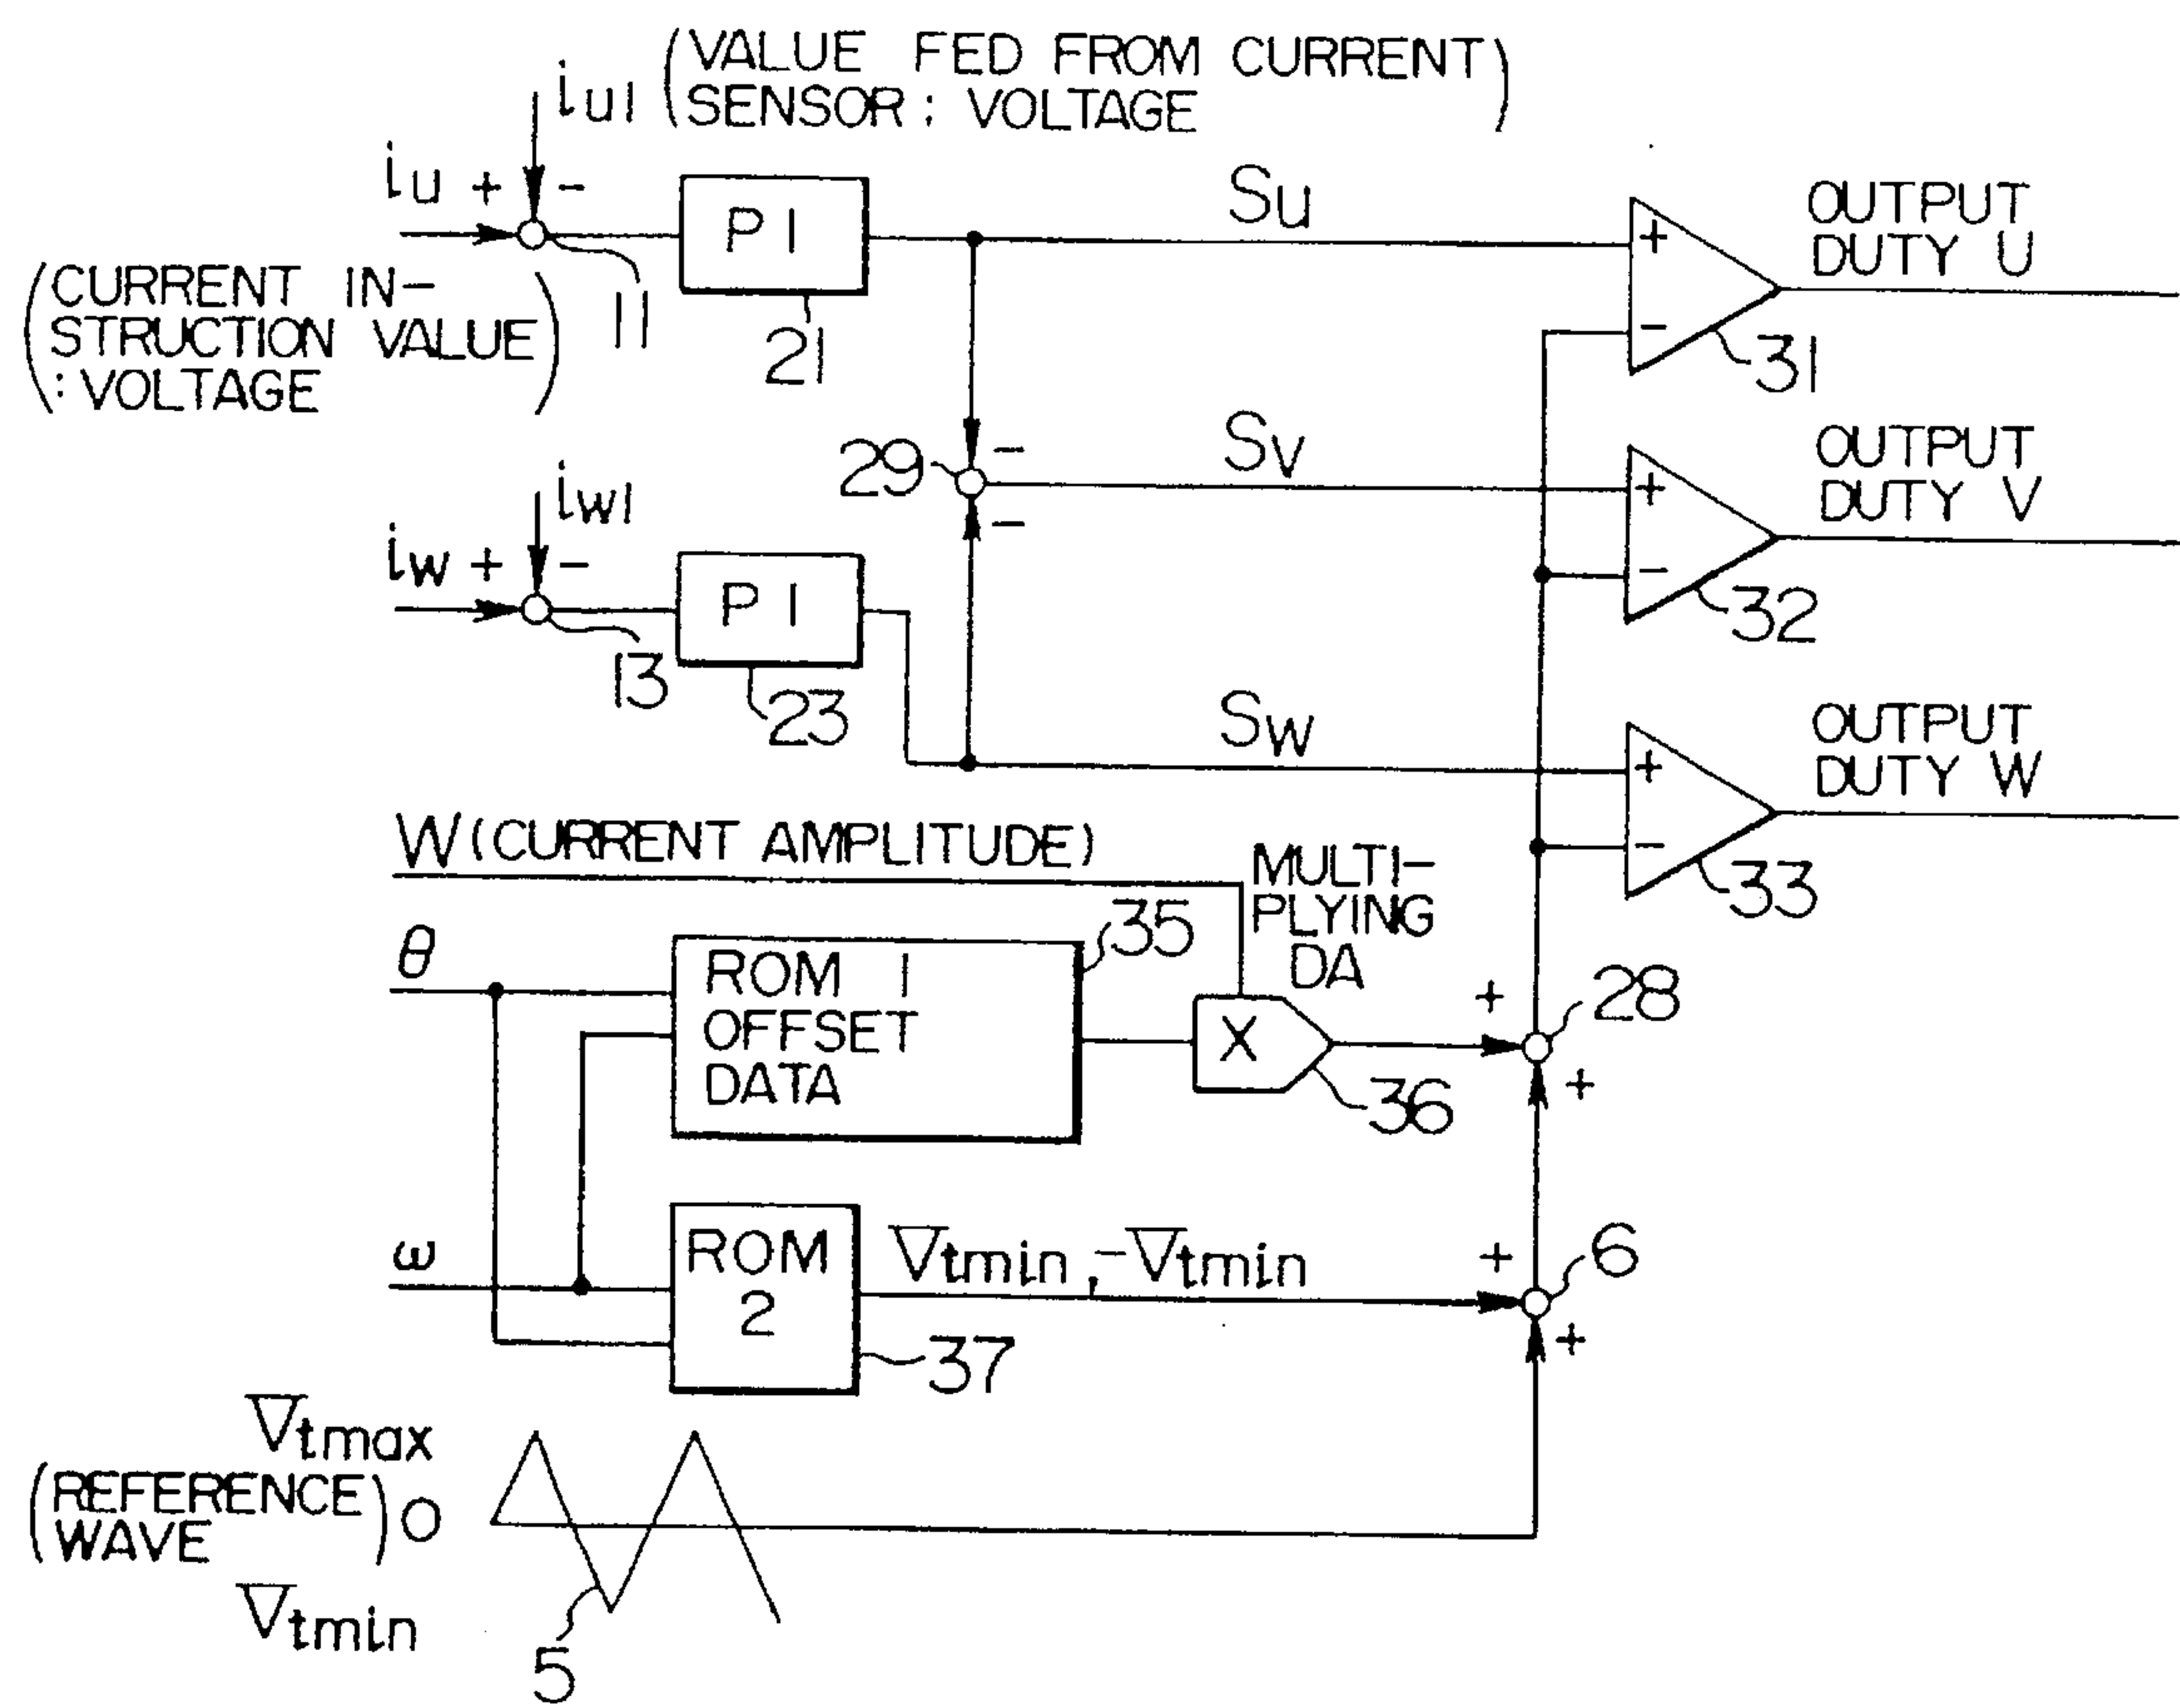 (VALUE FED FROM CURRENT)
SENSOR : VOLTAGE
iu1
iu + -
PI
11
21
Su
+
-
OUTPUT
DUTY U
31
(CURRENT IN-
STRUCTION VALUE)
: VOLTAGE
29
-
-
Sv
+
-
OUTPUT
DUTY V
32
iw1
iw + -
PI
13
23
Sw
+
-
OUTPUT
DUTY W
33
W (CURRENT AMPLITUDE)
MULTI-
PLYING
DA
θ
35
ROM 1
OFFSET
DATA
X
36
+
28
+
ω
ROM
2
37
Vtmin, -Vtmin
+
6
+
Vtmax
(REFERENCE)
WAVE
0
Vtmin
5